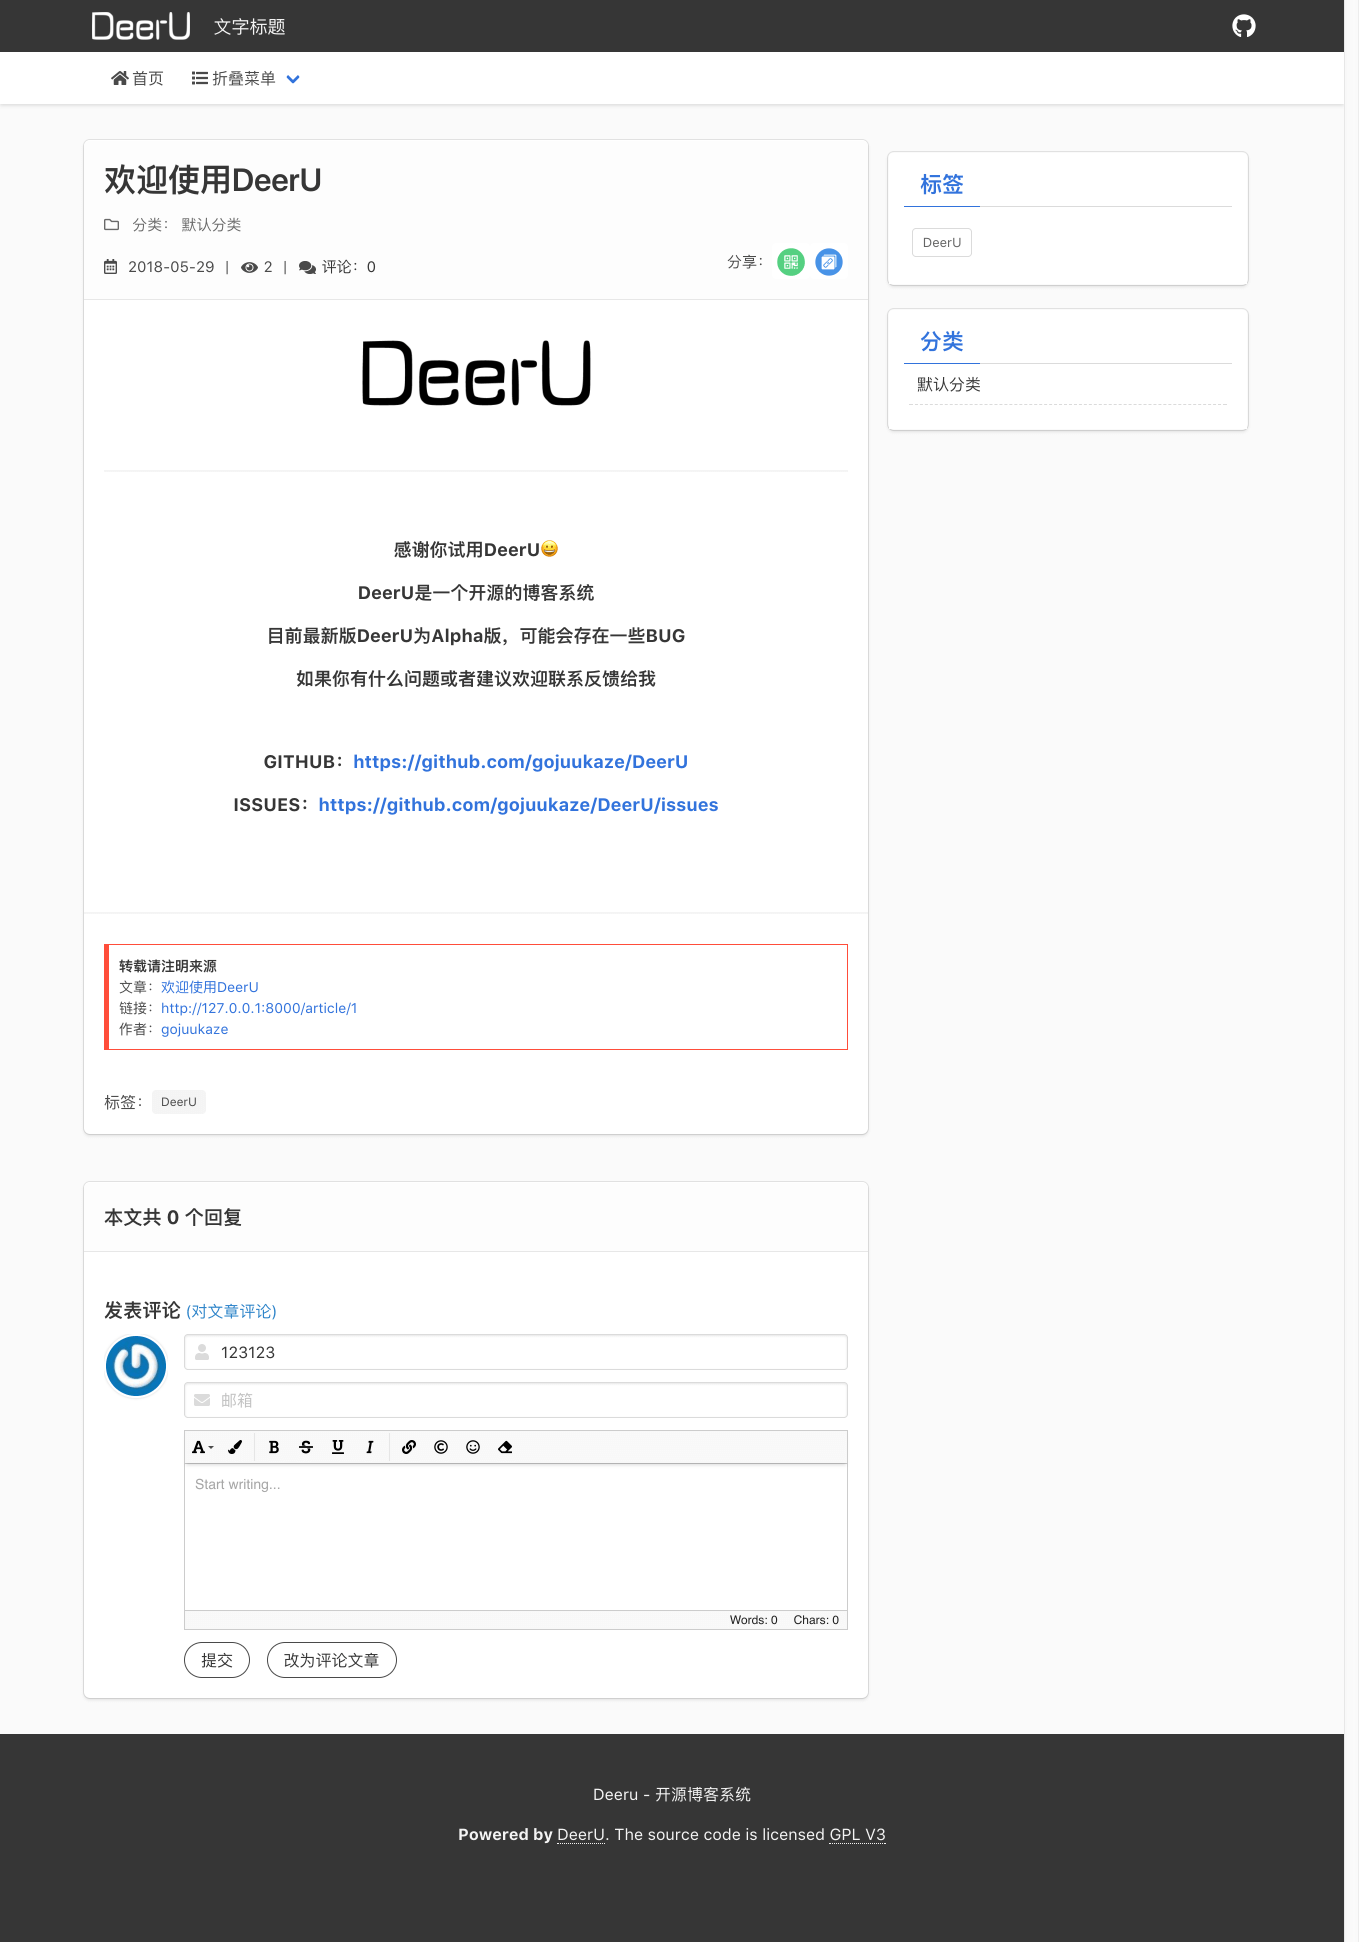 DeerU 文字标题
首页 折叠菜单
欢迎使用DeerU
分类： 默认分类
2018-05-29 | 2 | 评论：0
分享：
DeerU
感谢你试用DeerU😀
DeerU是一个开源的博客系统
目前最新版DeerU为Alpha版，可能会存在一些BUG
如果你有什么问题或者建议欢迎联系反馈给我
GITHUB：https://github.com/gojuukaze/DeerU
ISSUES：https://github.com/gojuukaze/DeerU/issues
转载请注明来源
文章：欢迎使用DeerU
链接：http://127.0.0.1:8000/article/1
作者：gojuukaze
标签：DeerU
标签
DeerU
分类
默认分类
本文共 0 个回复
发表评论 (对文章评论)
123123
邮箱
A B S U I
Start writing...
Words: 0 Chars: 0
提交 改为评论文章
Deeru - 开源博客系统
Powered by DeerU. The source code is licensed GPL V3